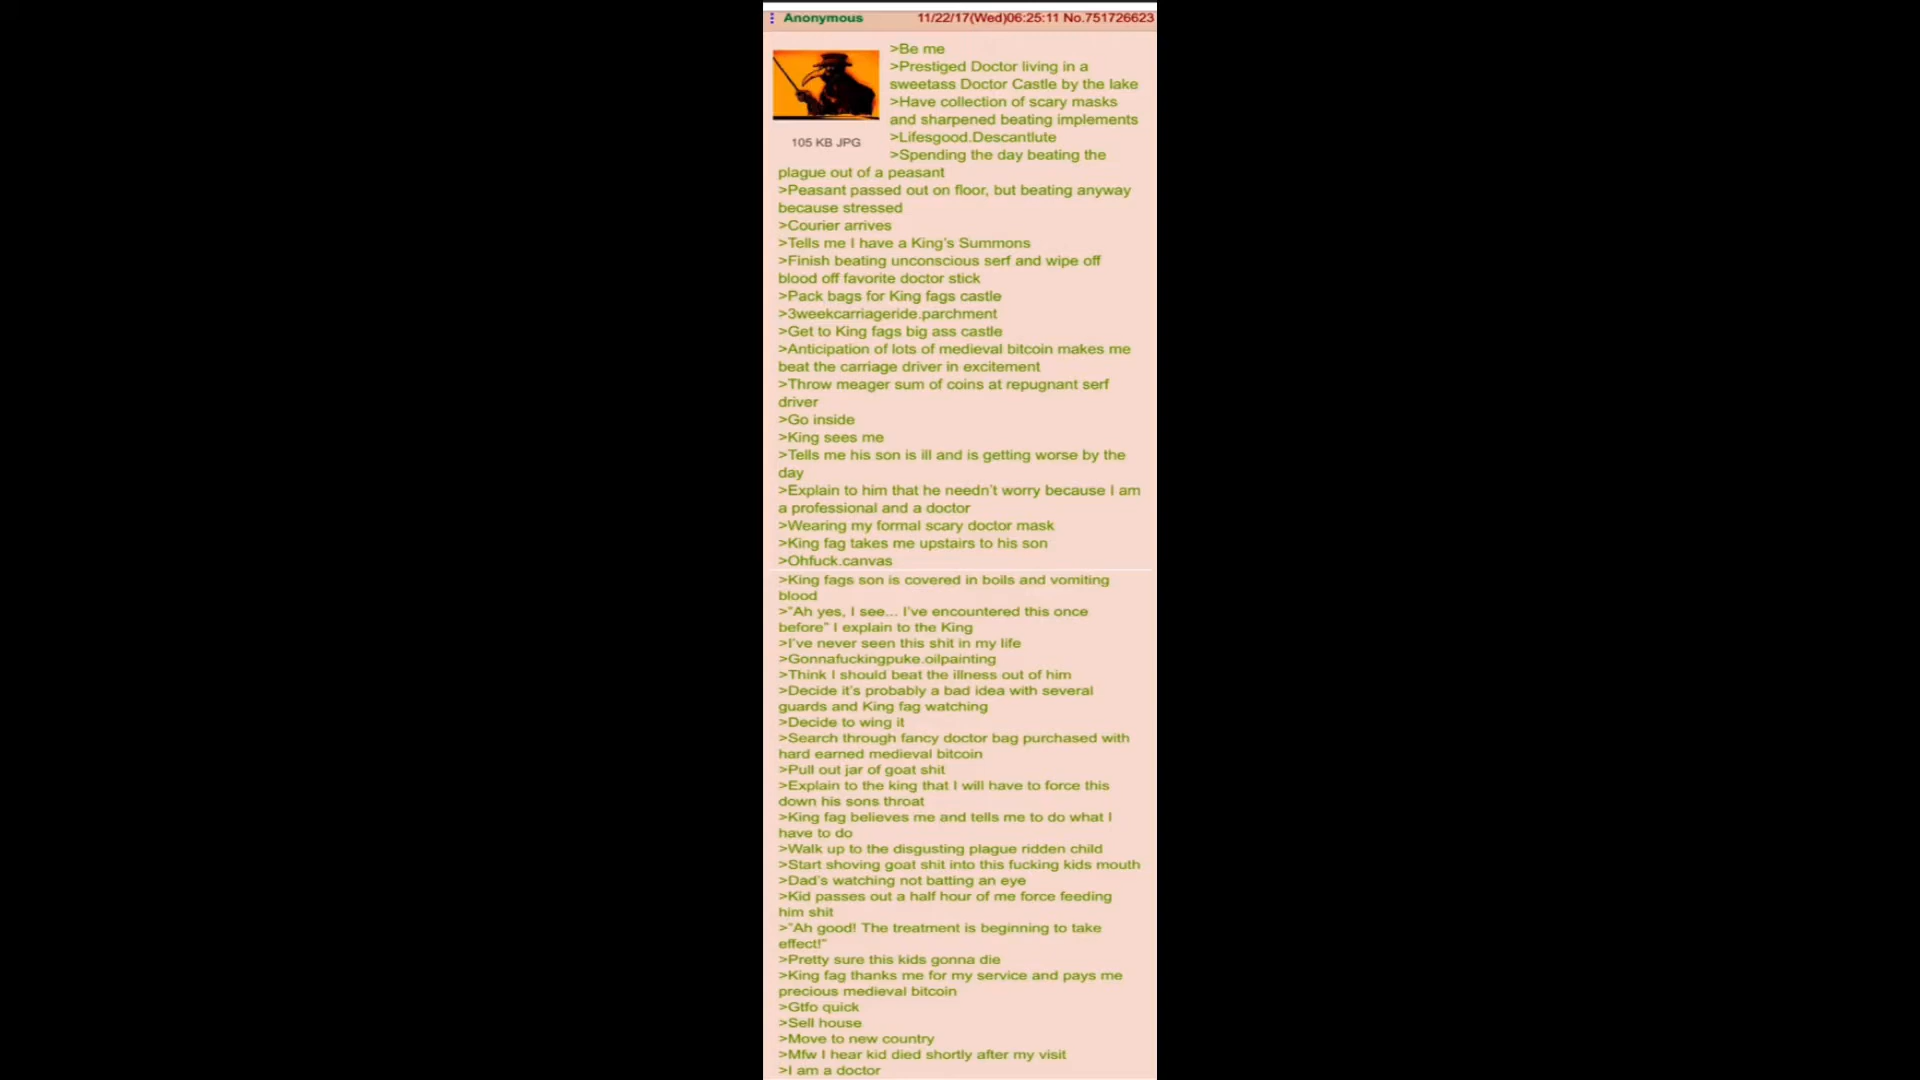 Anonymous 11/22/17(Wed)06:25:11 No.751726623
>Be me
>Prestiged Doctor living in a
sweetass Doctor Castle by the lake
>Have collection of scary masks
and sharpened beating implements
105 KB JPG
>Lifesgood.Descantlute
>Spending the day beating the
plague out of a peasant
>Peasant passed out on floor, but beating anyway
because stressed
>Courier arrives
>Tells me I have a King's Summons
>Finish beating unconscious serf and wipe off
blood off favorite doctor stick
>Pack bags for King fags castle
>3weekcarriageride.parchment
>Get to King fags big ass castle
>Anticipation of lots of medieval bitcoin makes me
beat the carriage driver in excitement
>Throw meager sum of coins at repugnant serf
driver
>Go inside
>King sees me
>Tells me his son is ill and is getting worse by the
day
>Explain to him that he needn't worry because I am
a professional and a doctor
>Wearing my formal scary doctor mask
>King fag takes me upstairs to his son
>Ohfuck.canvas
>King fags son is covered in boils and vomiting
blood
>"Ah yes, I see... I've encountered this once
before" I explain to the King
>I've never seen this shit in my life
>Gonnafuckingpuke.oilpainting
>Think I should beat the illness out of him
>Decide it's probably a bad idea with several
guards and King fag watching
>Decide to wing it
>Search through fancy doctor bag purchased with
hard earned medieval bitcoin
>Pull out jar of goat shit
>Explain to the king that I will have to force this
down his sons throat
>King fag believes me and tells me to do what I
have to do
>Walk up to the disgusting plague ridden child
>Start shoving goat shit into this fucking kids mouth
>Dad's watching not batting an eye
>Kid passes out a half hour of me force feeding
him shit
>"Ah good! The treatment is beginning to take
effect!"
>Pretty sure this kids gonna die
>King fag thanks me for my service and pays me
precious medieval bitcoin
>Gtfo quick
>Sell house
>Move to new country
>Mfw I hear kid died shortly after my visit
>I am a doctor